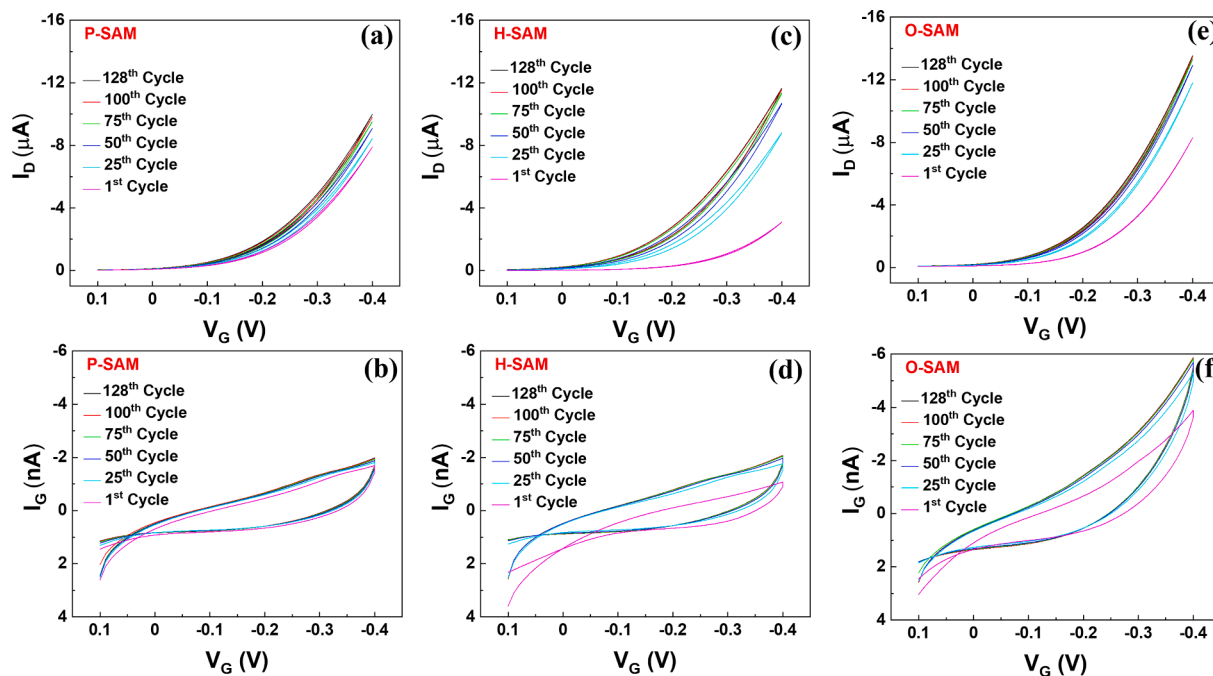 P-SAM
(a)
128th Cycle
100th Cycle
75th Cycle
50th Cycle
25th Cycle
1st Cycle
-16
-12
-8
-4
0
ID (μA)
0.1 0 -0.1 -0.2 -0.3 -0.4
VG (V)
H-SAM
(c)
128th Cycle
100th Cycle
75th Cycle
50th Cycle
25th Cycle
1st Cycle
-16
-12
-8
-4
0
ID (μA)
0.1 0 -0.1 -0.2 -0.3 -0.4
VG (V)
O-SAM
(e)
128th Cycle
100th Cycle
75th Cycle
50th Cycle
25th Cycle
1st Cycle
-16
-12
-8
-4
0
ID (μA)
0.1 0 -0.1 -0.2 -0.3 -0.4
VG (V)
P-SAM
(b)
128th Cycle
100th Cycle
75th Cycle
50th Cycle
25th Cycle
1st Cycle
-6
-4
-2
0
2
4
IG (nA)
0.1 0 -0.1 -0.2 -0.3 -0.4
VG (V)
H-SAM
(d)
128th Cycle
100th Cycle
75th Cycle
50th Cycle
25th Cycle
1st Cycle
-6
-4
-2
0
2
4
IG (nA)
0.1 0 -0.1 -0.2 -0.3 -0.4
VG (V)
O-SAM
(f
128th Cycle
100th Cycle
75th Cycle
50th Cycle
25th Cycle
1st Cycle
-6
-4
-2
0
2
4
IG (nA)
0.1 0 -0.1 -0.2 -0.3 -0.4
VG (V)